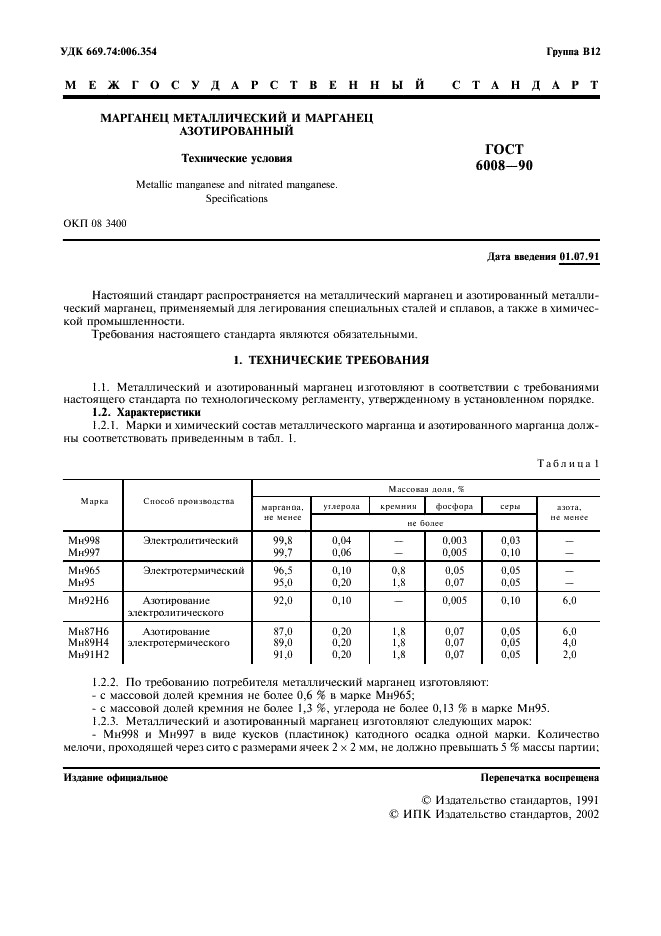 УДК 669.74:006.354 Группа В12
МЕЖГОСУДАРСТВЕННЫЙ СТАНДАРТ
МАРГАНЕЦ МЕТАЛЛИЧЕСКИЙ И МАРГАНЕЦ
АЗОТИРОВАННЫЙ
Технические условия
ГОСТ
6008—90
Metallic manganese and nitrated manganese.
Specifications
ОКП 08 3400
Дата введения 01.07.91
Настоящий стандарт распространяется на металлический марганец и азотированный металли-
ческий марганец, применяемый для легирования специальных сталей и сплавов, а также в химичес-
кой промышленности.
Требования настоящего стандарта являются обязательными.
1. ТЕХНИЧЕСКИЕ ТРЕБОВАНИЯ
1.1. Металлический и азотированный марганец изготовляют в соответствии с требованиями
настоящего стандарта по технологическому регламенту, утвержденному в установленном порядке.
1.2. Характеристики
1.2.1. Марки и химический состав металлического марганца и азотированного марганца долж-
ны соответствовать приведенным в табл. 1.
Таблица 1
Массовая доля, %
Марка Способ производства марганца, не менее углерода кремния фосфора серы азота, не менее
не более
Мн998 Электролитический 99,8 0,04 — 0,003 0,03 —
Мн997 99,7 0,06 — 0,005 0,10 —
Мн965 Электротермический 96,5 0,10 0,8 0,05 0,05 —
Мн95 95,0 0,20 1,8 0,07 0,05 —
Мн92Н6 Азотирование 92,0 0,10 — 0,005 0,10 6,0
электролитического
Мн87Н6 Азотирование 87,0 0,20 1,8 0,07 0,05 6,0
Мн89Н4 электротермического 89,0 0,20 1,8 0,07 0,05 4,0
Мн91Н2 91,0 0,20 1,8 0,07 0,05 2,0
1.2.2. По требованию потребителя металлический марганец изготовляют:
- с массовой долей кремния не более 0,6 % в марке Мн965;
- с массовой долей кремния не более 1,3 %, углерода не более 0,13 % в марке Мн95.
1.2.3. Металлический и азотированный марганец изготовляют следующих марок:
- Мн998 и Мн997 в виде кусков (пластинок) катодного осадка одной марки. Количество
мелочи, проходящей через сито с размерами ячеек 2 × 2 мм, не должно превышать 5 % массы партии;
Издание официальное Перепечатка воспрещена
© Издательство стандартов, 1991
© ИПК Издательство стандартов, 2002